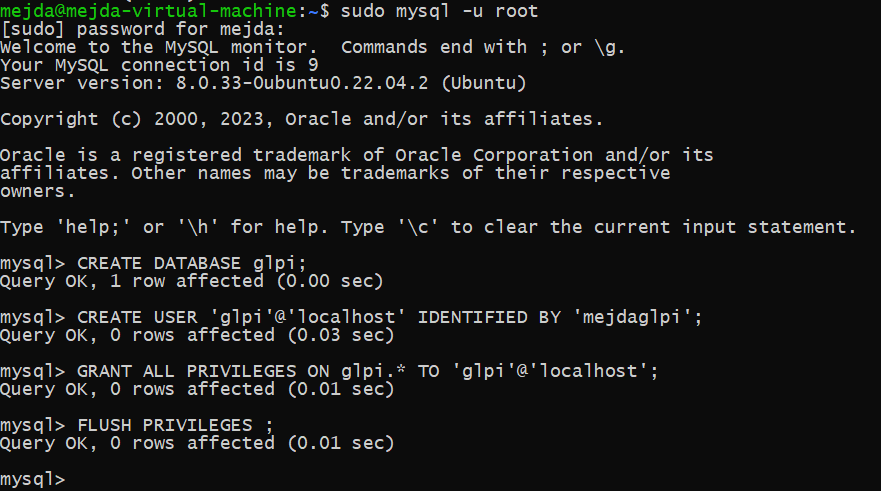 mejda@mejda-virtual-machine:~$ sudo mysql -u root
[sudo] password for mejda:
Welcome to the MySQL monitor.  Commands end with ; or \g.
Your MySQL connection id is 9
Server version: 8.0.33-0ubuntu0.22.04.2 (Ubuntu)
Copyright (c) 2000, 2023, Oracle and/or its affiliates.
Oracle is a registered trademark of Oracle Corporation and/or its
affiliates. Other names may be trademarks of their respective
owners.
Type 'help;' or '\h' for help. Type '\c' to clear the current input statement.
mysql> CREATE DATABASE glpi;
Query OK, 1 row affected (0.00 sec)
mysql> CREATE USER 'glpi'@'localhost' IDENTIFIED BY 'mejdaglpi';
Query OK, 0 rows affected (0.03 sec)
mysql> GRANT ALL PRIVILEGES ON glpi.* TO 'glpi'@'localhost';
Query OK, 0 rows affected (0.01 sec)
mysql> FLUSH PRIVILEGES ;
Query OK, 0 rows affected (0.01 sec)
mysql>